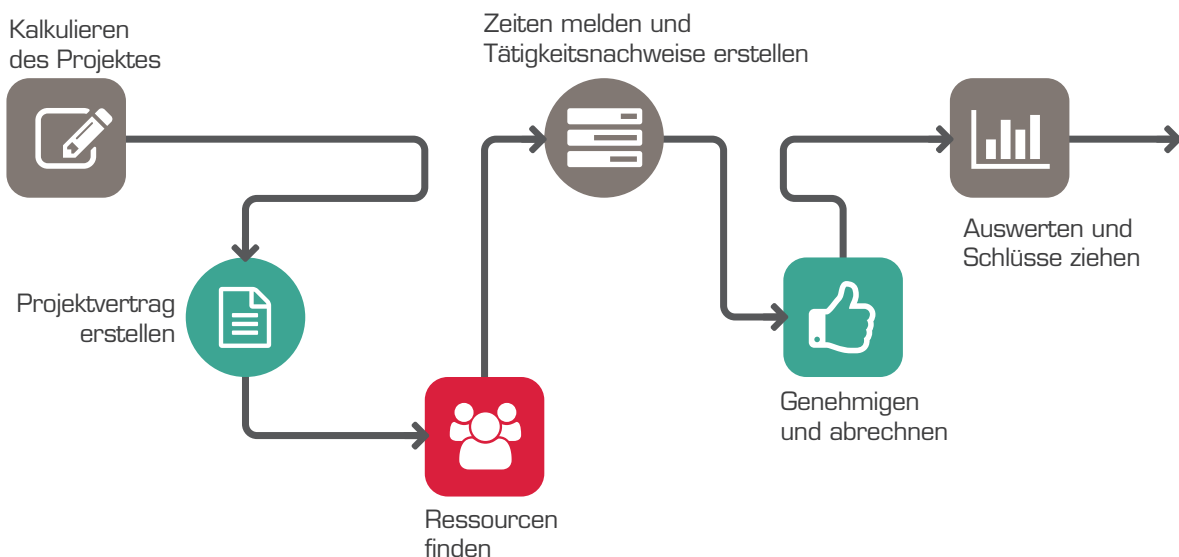 Kalkulieren
des Projektes
Projektvertrag
erstellen
Ressourcen
finden
Zeiten melden und
Tätigkeitsnachweise erstellen
Genehmigen
und abrechnen
Auswerten und
Schlüsse ziehen